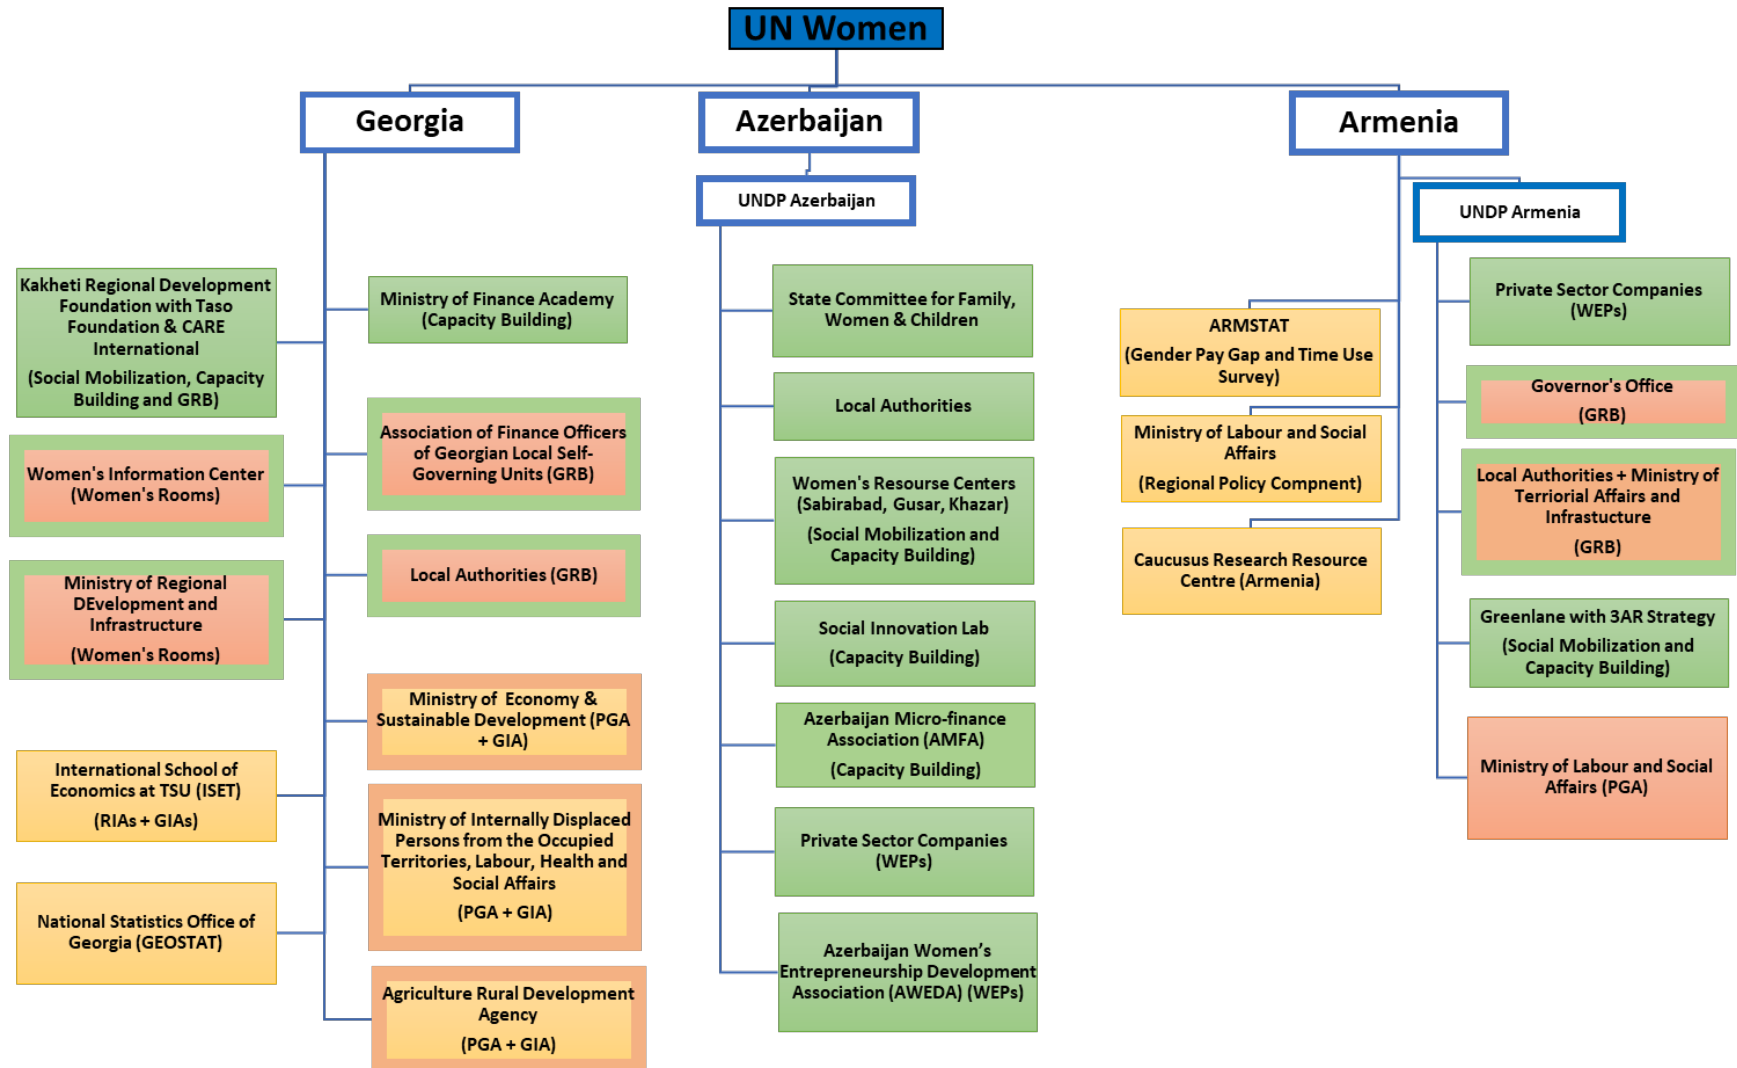 UN Women
Georgia
Azerbaijan
Armenia
UNDP Azerbaijan
UNDP Armenia
Kakheti Regional Development
Foundation with Taso
Foundation & CARE
International
(Social Mobilization, Capacity
Building and GRB)
Women's Information Center
(Women's Rooms)
Ministry of Regional
DEvelopment and
Infrastructure
(Women's Rooms)
International School of
Economics at TSU (ISET)
(RIAs + GIAs)
National Statistics Office of
Georgia (GEOSTAT)
Ministry of Finance Academy
(Capacity Building)
Association of Finance Officers
of Georgian Local Self-
Governing Units (GRB)
Local Authorities (GRB)
Ministry of Economy &
Sustainable Development (PGA
+ GIA)
Ministry of Internally Displaced
Persons from the Occupied
Territories, Labour, Health and
Social Affairs
(PGA + GIA)
Agriculture Rural Development
Agency
(PGA + GIA)
State Committee for Family,
Women & Children
Local Authorities
Women's Resourse Centers
(Sabirabad, Gusar, Khazar)
(Social Mobilization and
Capacity Building)
Social Innovation Lab
(Capacity Building)
Azerbaijan Micro-finance
Association (AMFA)
(Capacity Building)
Private Sector Companies
(WEPs)
Azerbaijan Women’s
Entrepreneurship Development
Association (AWEDA) (WEPs)
ARMSTAT
(Gender Pay Gap and Time Use
Survey)
Ministry of Labour and Social
Affairs
(Regional Policy Compnent)
Caucusus Research Resource
Centre (Armenia)
Private Sector Companies
(WEPs)
Governor's Office
(GRB)
Local Authorities + Ministry of
Terriorial Affairs and
Infrastucture
(GRB)
Greenlane with 3AR Strategy
(Social Mobilization and
Capacity Building)
Ministry of Labour and Social
Affairs (PGA)